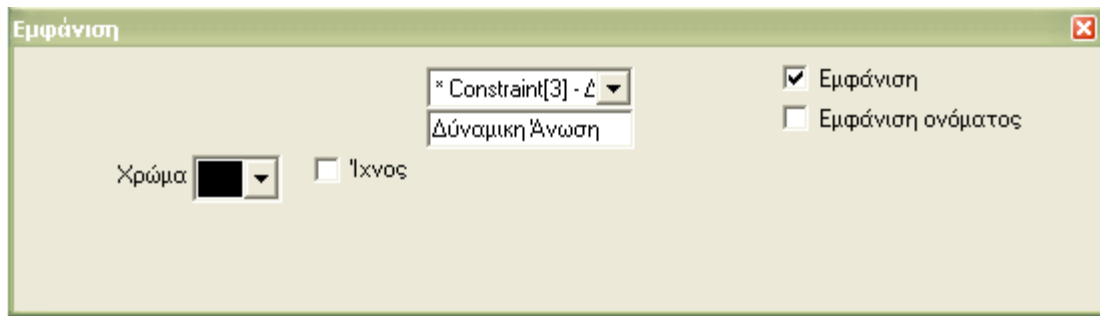 Εμφάνιση
* Constraint[3] - Δ
Εμφάνιση
Δύναμικη Άνωση
Εμφάνιση ονόματος
Χρώμα
Ίχνος